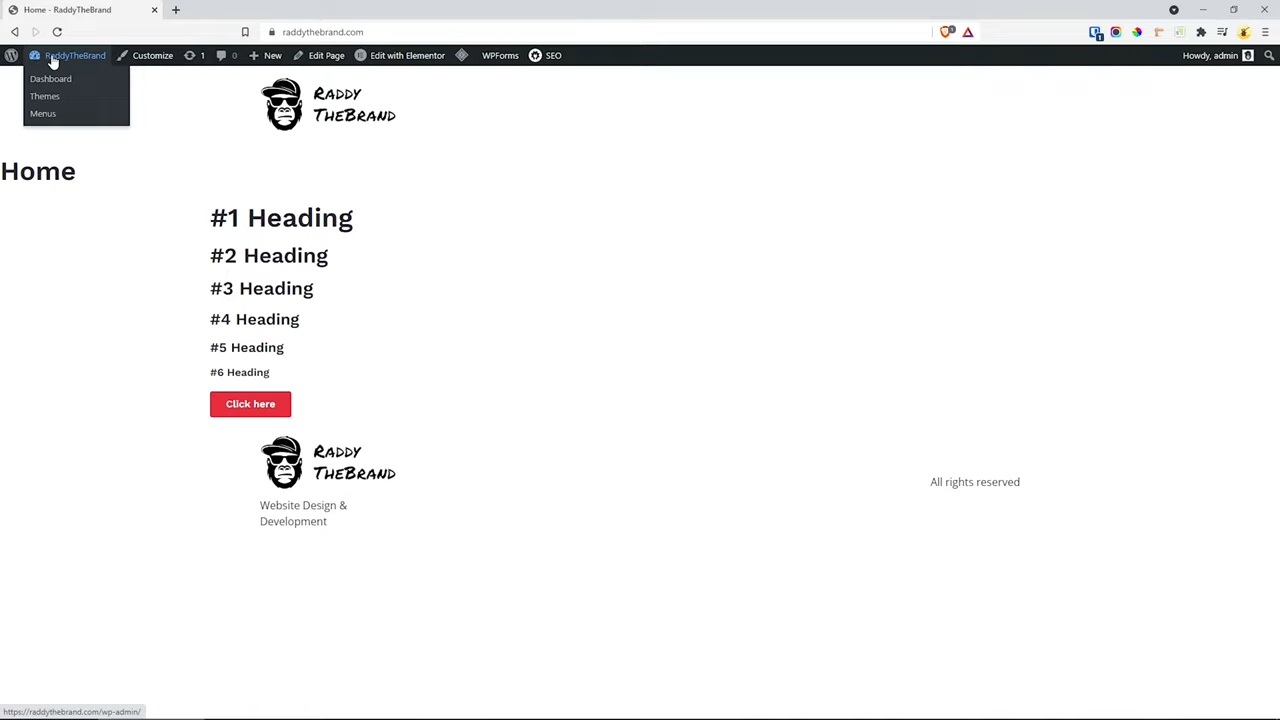 Home - RaddyTheBrand
raddythebrand.com
RaddyTheBrand Customize 1 0 New Edit Page Edit with Elementor WPForms SEO Howdy, admin
Dashboard
Themes
Menus
RADDY
THEBRAND
Home
#1 Heading
#2 Heading
#3 Heading
#4 Heading
#5 Heading
#6 Heading
Click here
RADDY
THEBRAND
Website Design &
Development
All rights reserved
https://raddythebrand.com/wp-admin/